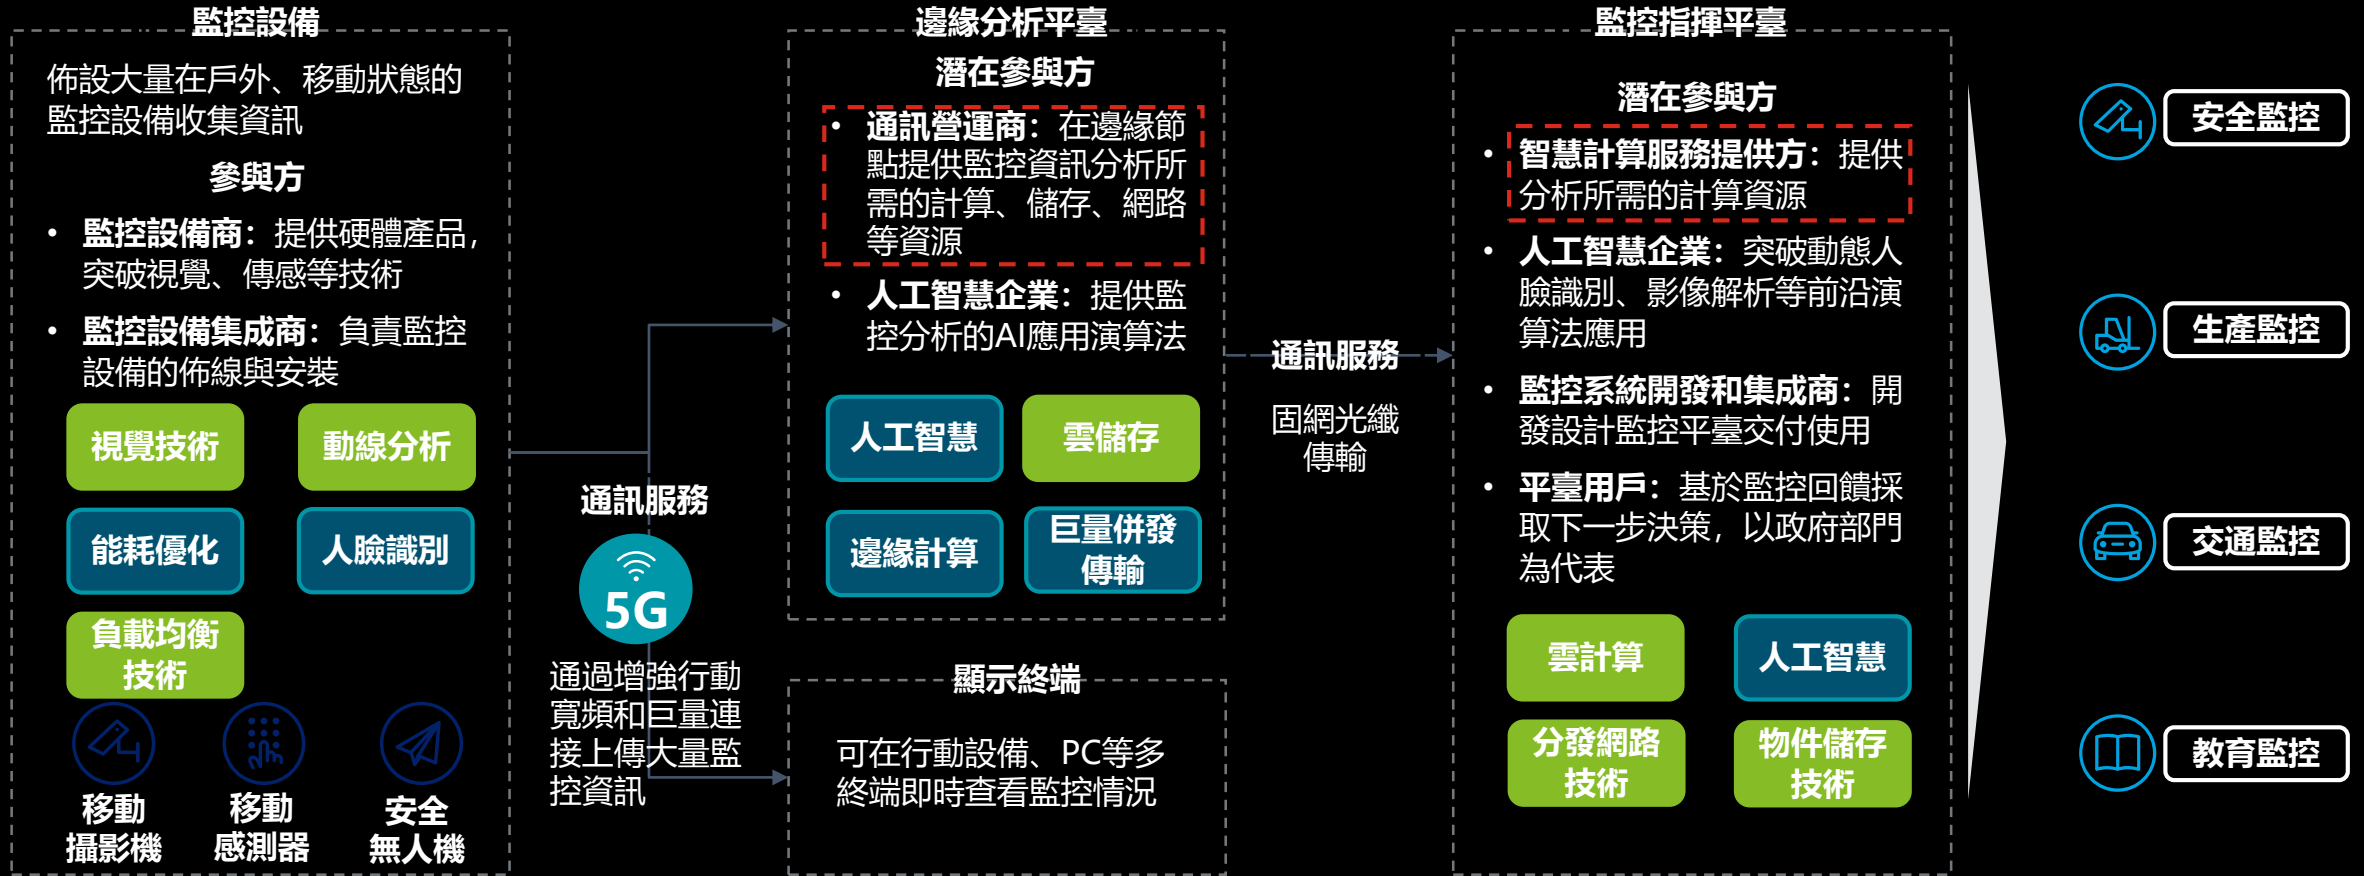 監控設備
佈設大量在戶外、移動狀態的
監控設備收集資訊
參與方
• 監控設備商：提供硬體產品，
突破視覺、傳感等技術
• 監控設備集成商：負責監控
設備的佈線與安裝
視覺技術
動線分析
能耗優化
人臉識別
負載均衡
技術
移動
攝影機
移動
感測器
安全
無人機
通訊服務
5G
通過增強行動
寬頻和巨量連
接上傳大量監
控資訊
邊緣分析平臺
潛在參與方
• 通訊營運商：在邊緣節
點提供監控資訊分析所
需的計算、儲存、網路
等資源
• 人工智慧企業：提供監
控分析的AI應用演算法
人工智慧
雲儲存
邊緣計算
巨量併發
傳輸
顯示終端
可在行動設備、PC等多
終端即時查看監控情況
通訊服務
固網光纖
傳輸
監控指揮平臺
潛在參與方
• 智慧計算服務提供方：提供
分析所需的計算資源
• 人工智慧企業：突破動態人
臉識別、影像解析等前沿演
算法應用
• 監控系統開發和集成商：開
發設計監控平臺交付使用
• 平臺用戶：基於監控回饋採
取下一步決策，以政府部門
為代表
雲計算
人工智慧
分發網路
技術
物件儲存
技術
安全監控
生產監控
交通監控
教育監控